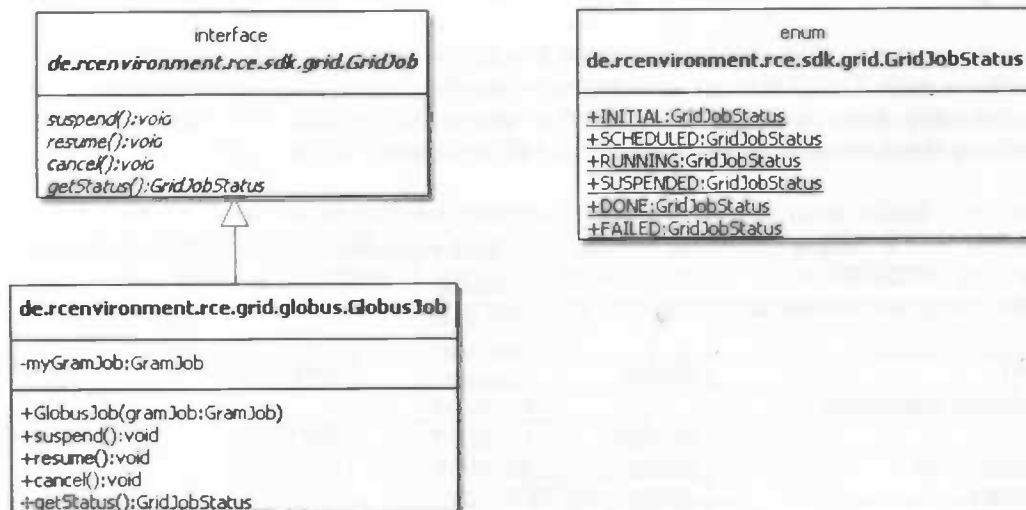 interface
de.rcenvironment.rce.sdk.grid.GridJob
suspend():void
resume():void
cancel():void
getStatus():GridJobStatus
enum
de.rcenvironment.rce.sdk.grid.GridJobStatus
+INITIAL:GridJobStatus
+SCHEDULED:GridJobStatus
+RUNNING:GridJobStatus
+SUSPENDED:GridJobStatus
+DONE:GridJobStatus
+FAILED:GridJobStatus
de.rcenvironment.rce.grid.globus.GlobusJob
-myGramJob:GramJob
+GlobusJob(gramJob:GramJob)
+suspend():void
+resume():void
+cancel():void
+getStatus():GridJobStatus